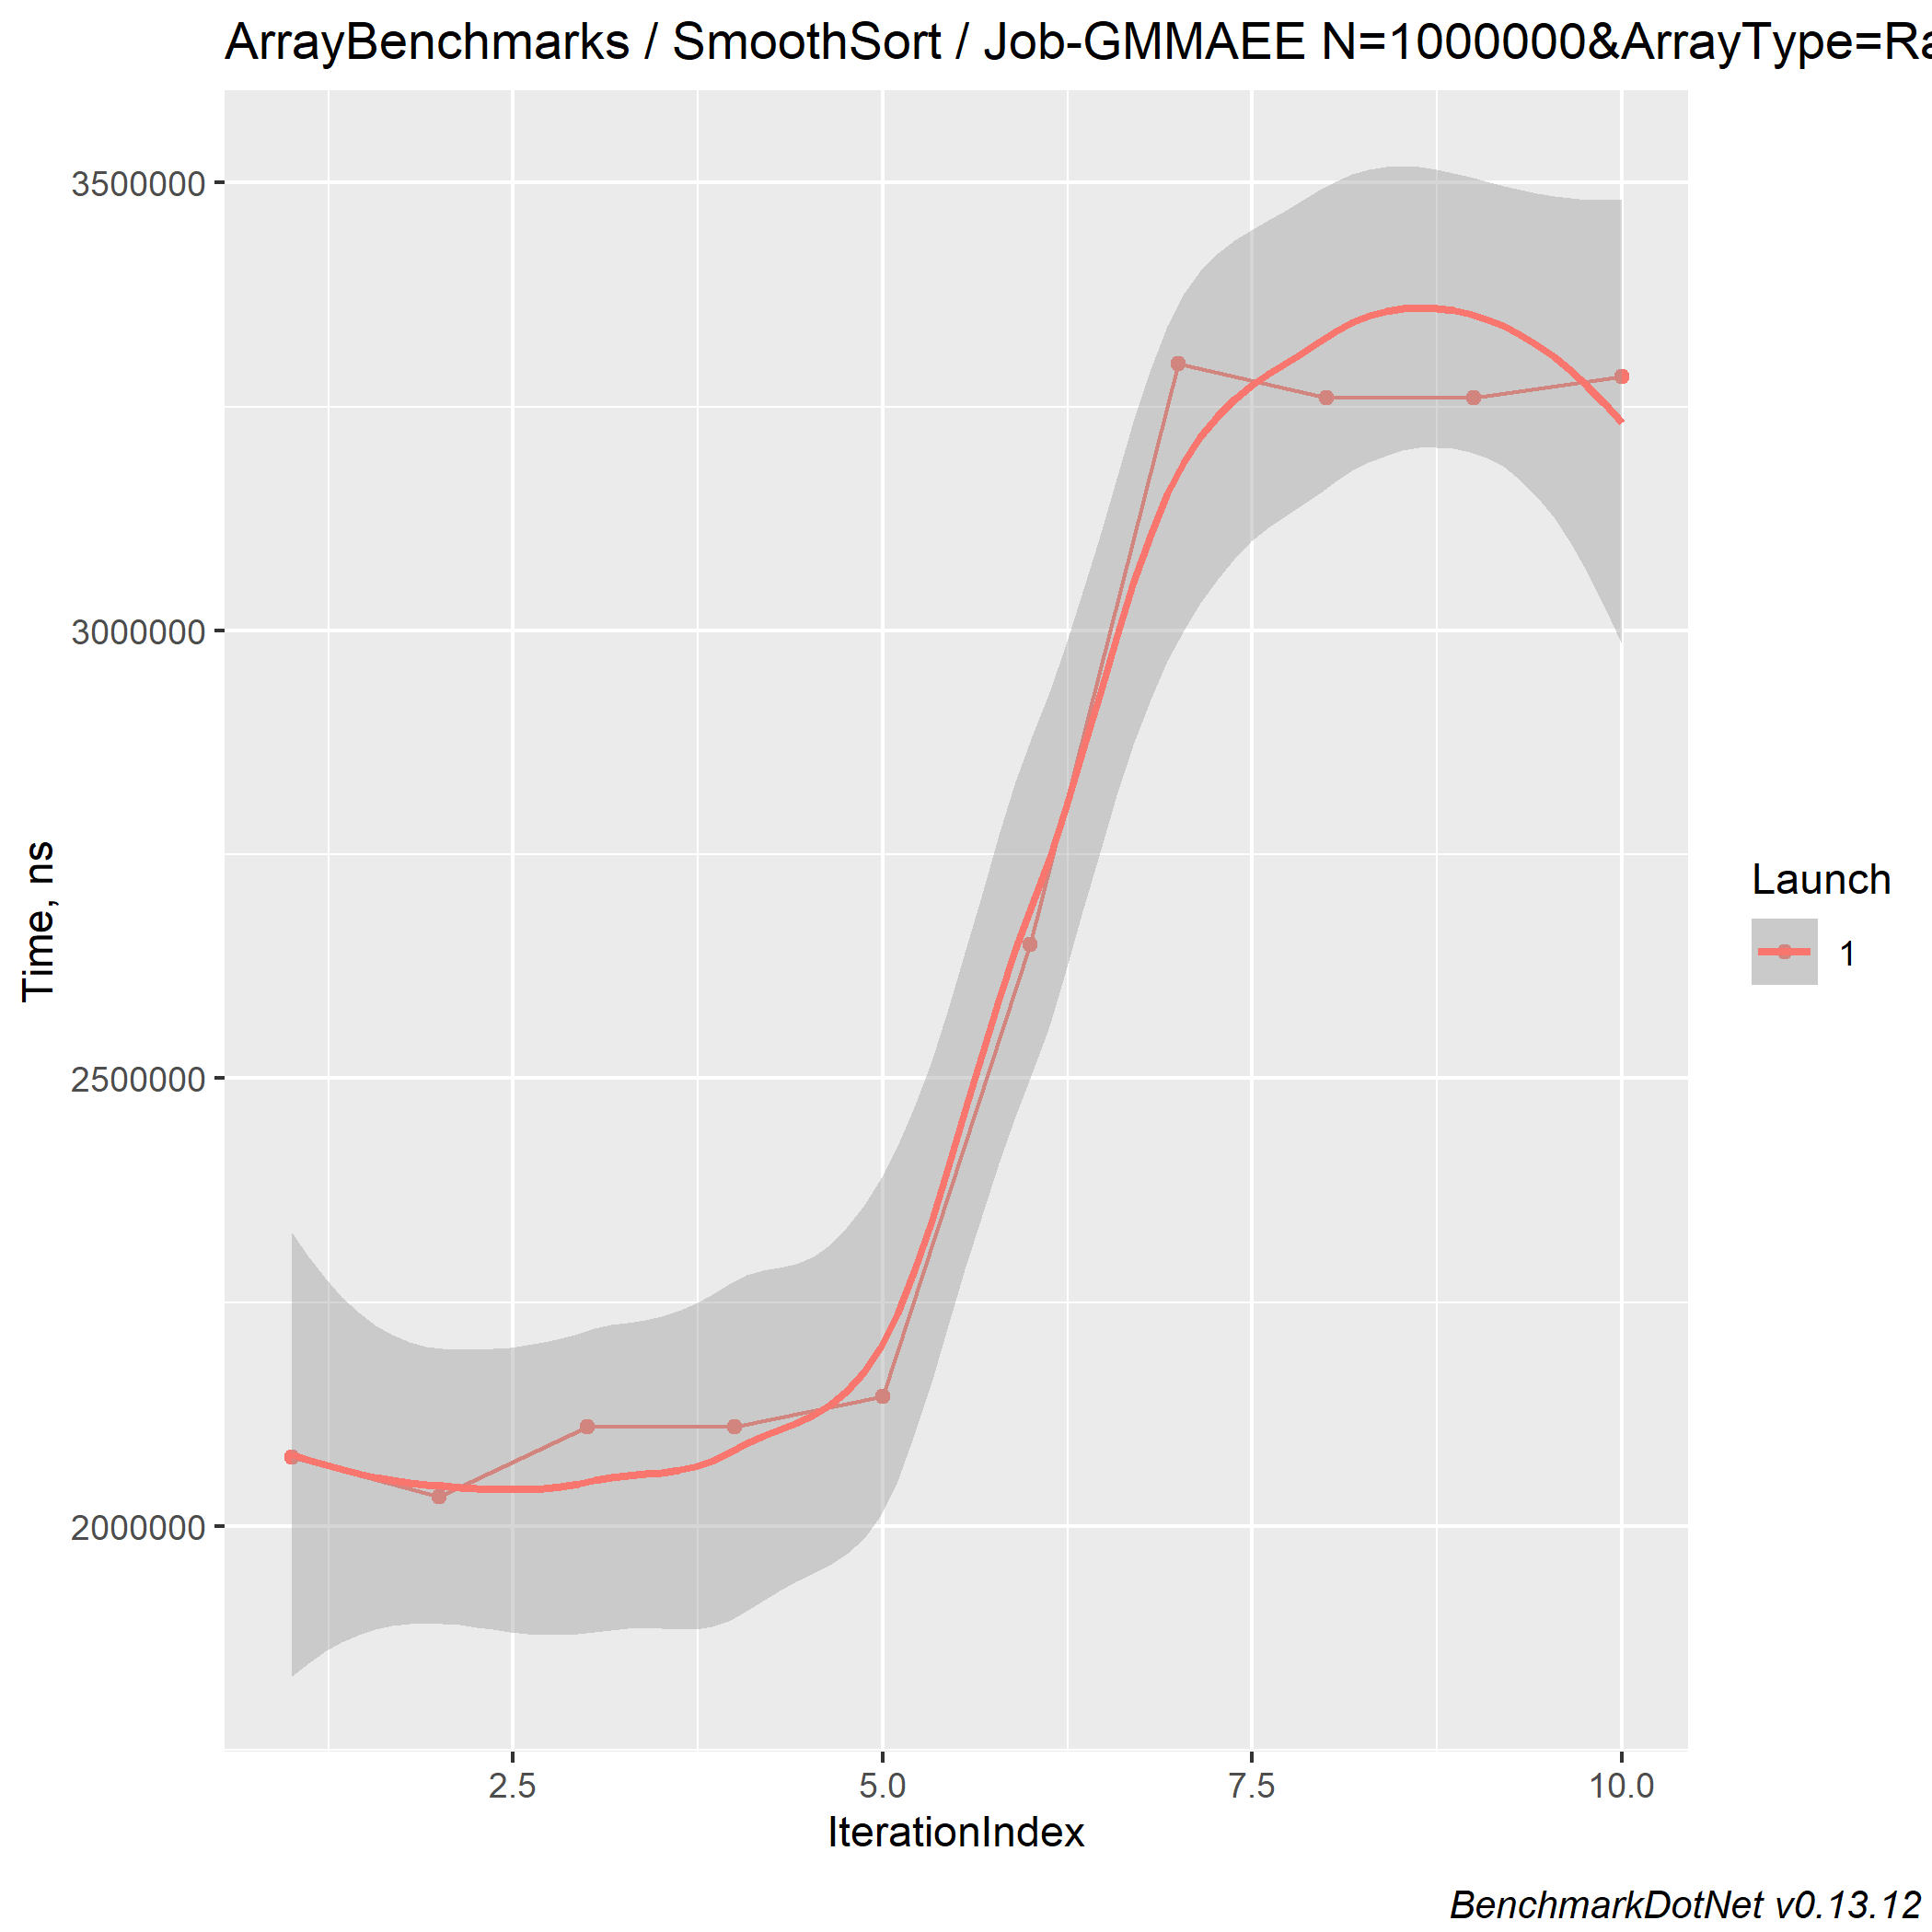 ArrayBenchmarks / SmoothSort / Job-GMMAEE N=1000000&ArrayType=Ra
3500000
3000000
2500000
2000000
Time, ns
2.5 5.0 7.5 10.0
IterationIndex
Launch
1
BenchmarkDotNet v0.13.12